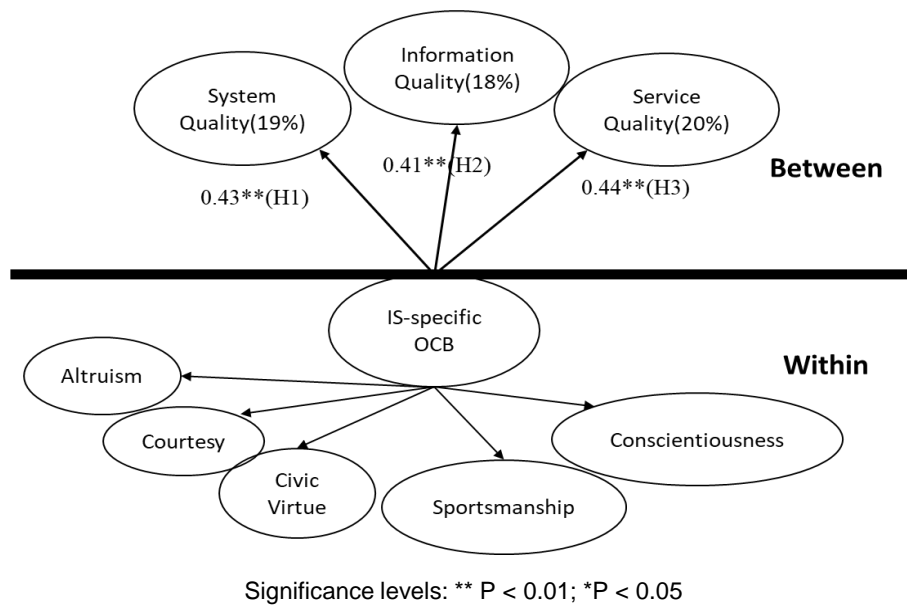 Information
Quality(18%)
System
Quality(19%)
Service
Quality(20%)
0.43**(H1)
0.41**(H2)
0.44**(H3)
Between
IS-specific
OCB
Within
Altruism
Courtesy
Civic
Virtue
Sportsmanship
Conscientiousness
Significance levels: ** P < 0.01; *P < 0.05